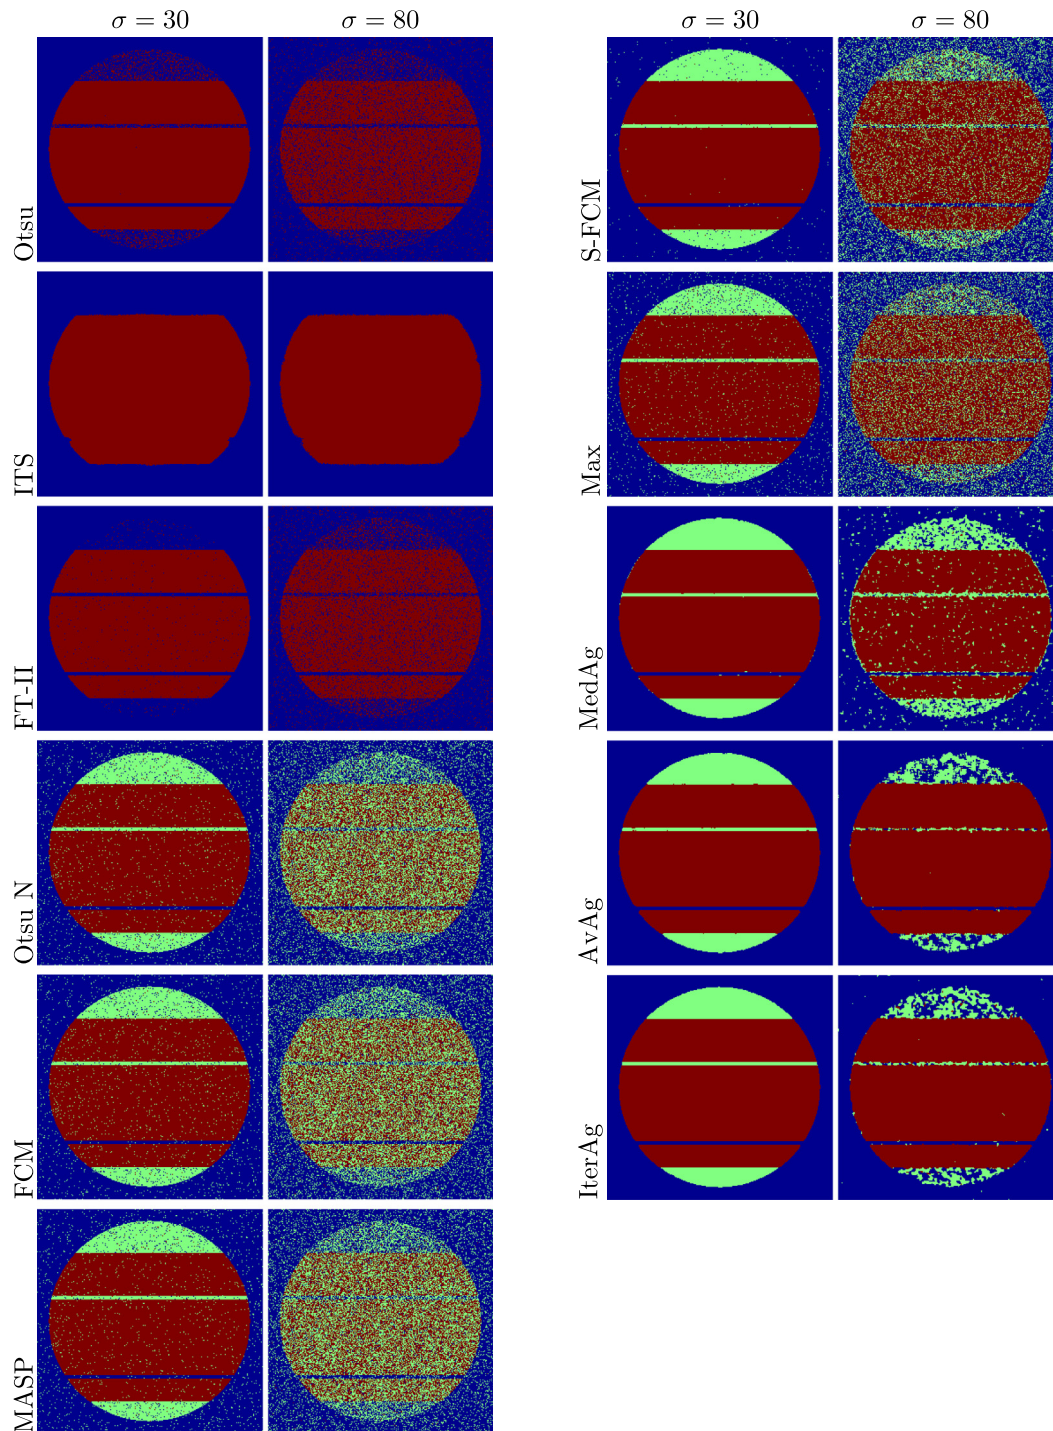 σ = 30
σ = 80
Otsu
ITS
FT-II
Otsu N
FCM
MASP
σ = 30
σ = 80
S-FCM
Max
MedAg
AvAg
IterAg